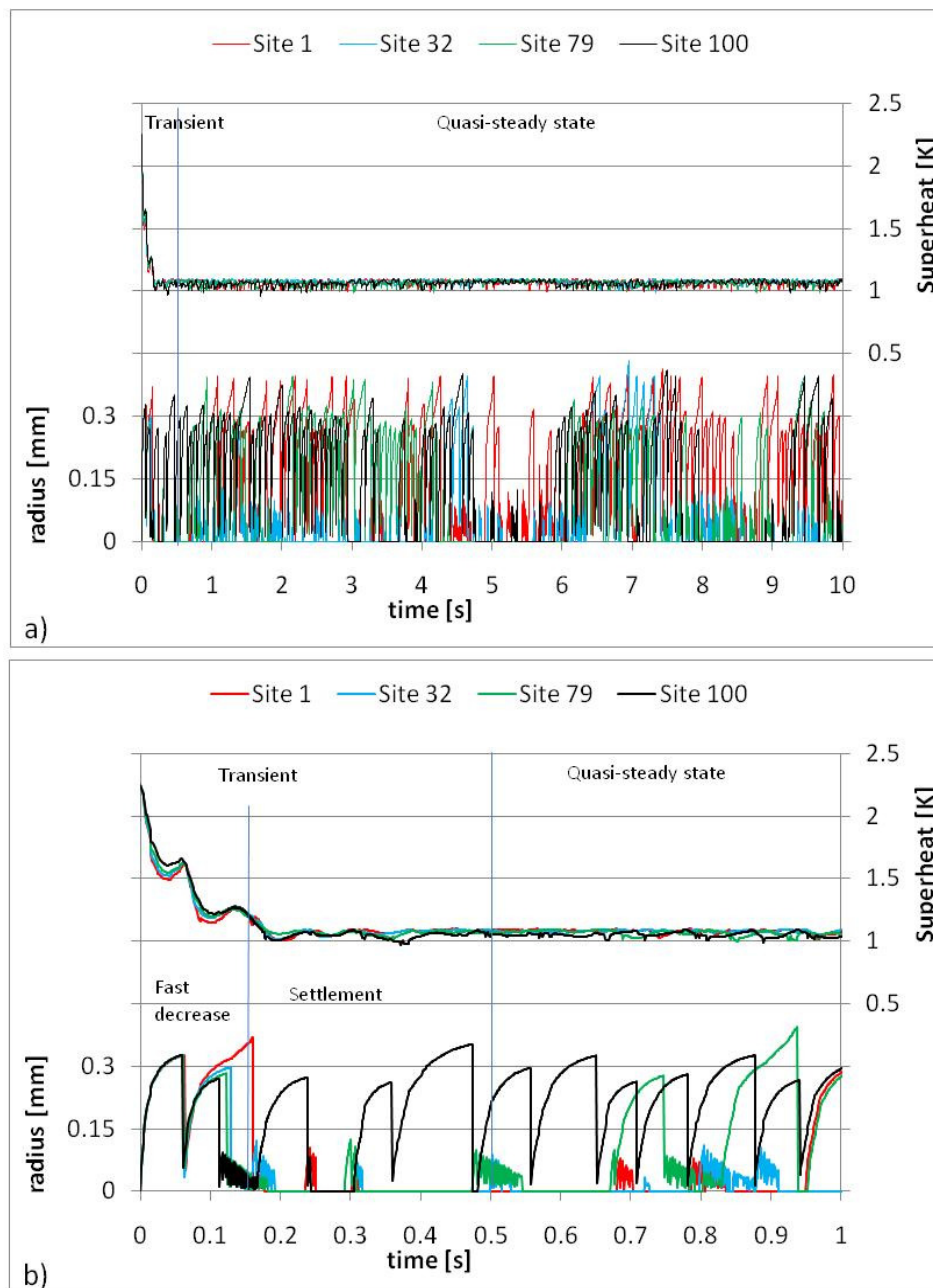 Site 1 Site 32 Site 79 Site 100
2.5
Transient Quasi-steady state
2
1.5
Superheat [K]
1
0.5
0.3
0.15
0
radius [mm]
0 1 2 3 4 5 6 7 8 9 10
time [s]
a)
Site 1 Site 32 Site 79 Site 100
2.5
Transient Quasi-steady state
2
1.5
Superheat [K]
1
Fast decrease
Settlement
0.5
0.3
0.15
0
radius [mm]
0 0.1 0.2 0.3 0.4 0.5 0.6 0.7 0.8 0.9 1
time [s]
b)